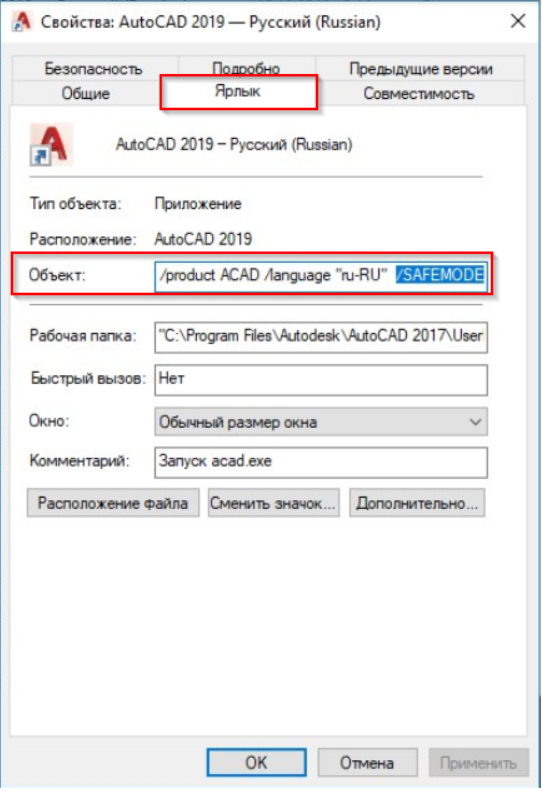 Свойства: AutoCAD 2019 — Русский (Russian)
Безопасность Подробно Предыдущие версии
Общие Ярлык Совместимость
AutoCAD 2019 – Русский (Russian)
Тип объекта: Приложение
Расположение: AutoCAD 2019
Объект: /product ACAD /language "ru-RU" /SAFEMODE
Рабочая папка: "C:\Program Files\Autodesk\AutoCAD 2017\User
Быстрый вызов: Нет
Окно: Обычный размер окна
Комментарий: Запуск acad.exe
Расположение файла Сменить значок... Дополнительно...
OK Отмена Применить